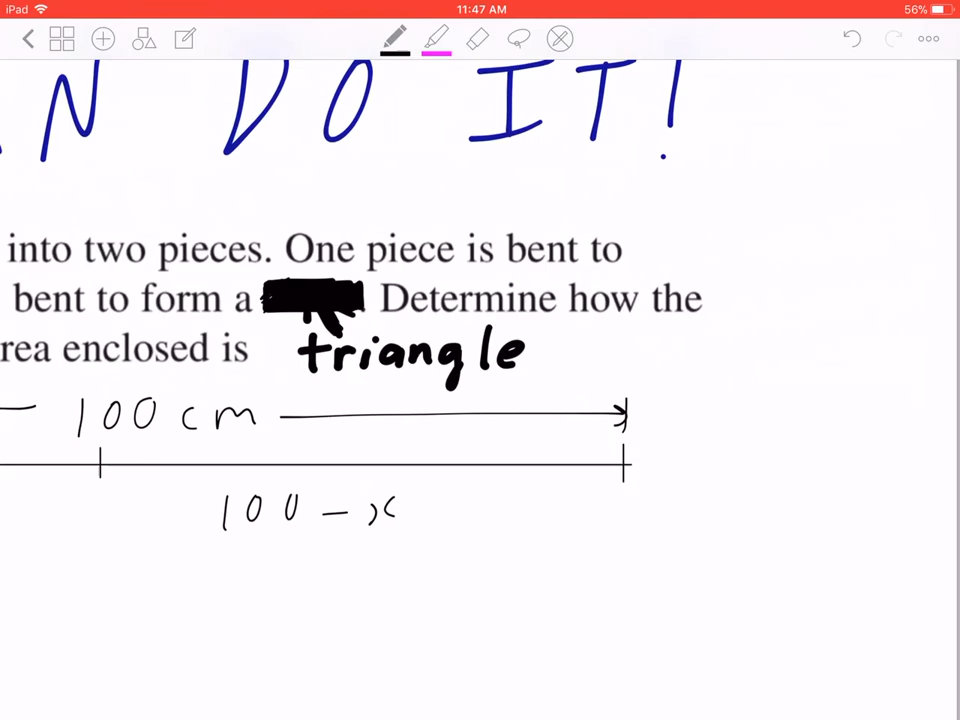 iPad 11:47 AM 56%
N DO IT!
into two pieces. One piece is bent to
bent to form a . Determine how the
rea enclosed is triangle
100 cm
100 - x